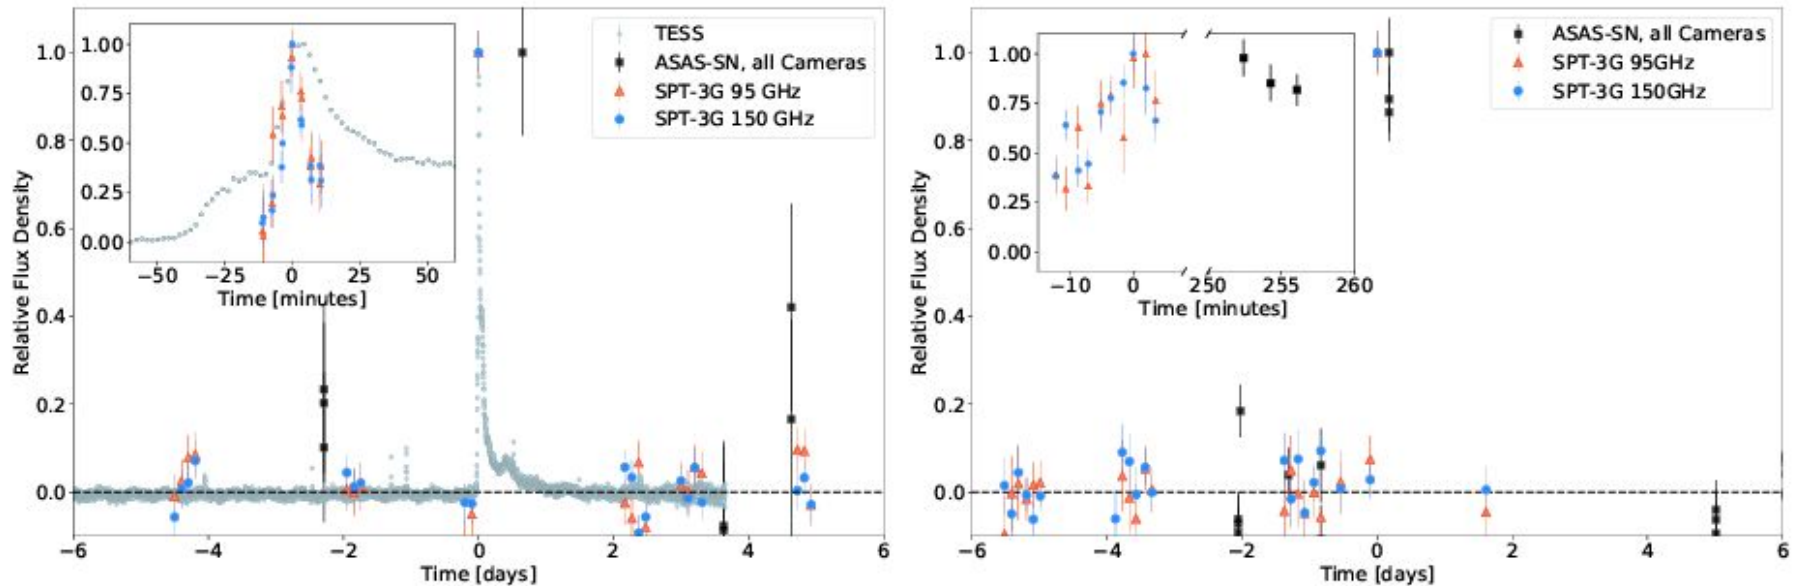 TESS
ASAS-SN, all Cameras
SPT-3G 95 GHz
SPT-3G 150 GHz
1.0
0.8
0.6
0.4
0.2
0.0
Relative Flux Density
1.00
0.75
0.50
0.25
0.00
−50 −25 0 25 50
Time [minutes]
−6 −4 −2 0 2 4 6
Time [days]
ASAS-SN, all Cameras
SPT-3G 95GHz
SPT-3G 150GHz
1.0
0.8
0.6
0.4
0.2
0.0
Relative Flux Density
1.00
0.75
0.50
0.25
0.00
−10 0 250 255 260
Time [minutes]
−6 −4 −2 0 2 4 6
Time [days]